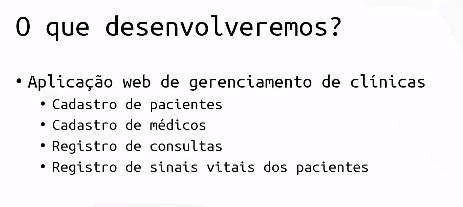 O que desenvolveremos?
• Aplicação web de gerenciamento de clínicas
• Cadastro de pacientes
• Cadastro de médicos
• Registro de consultas
• Registro de sinais vitais dos pacientes